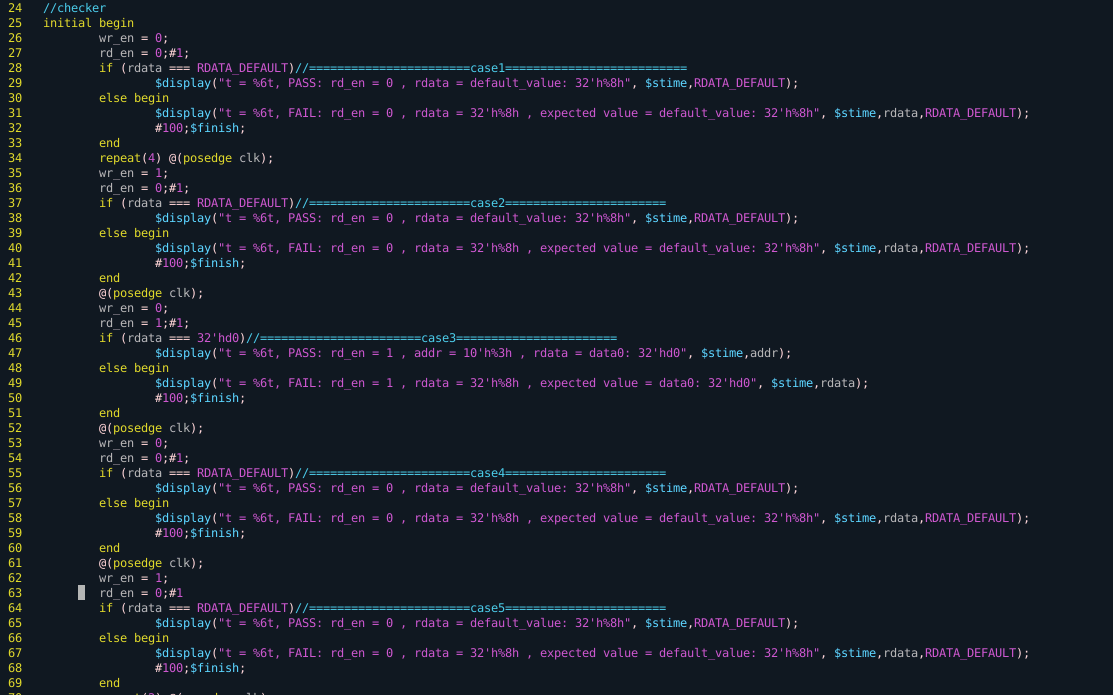 24 //checker
25 initial begin
26 wr_en = 0;
27 rd_en = 0;#1;
28 if (rdata === RDATA_DEFAULT)//=======================case1==========================
29 $display("t = %6t, PASS: rd_en = 0 , rdata = default_value: 32'h%8h", $stime,RDATA_DEFAULT);
30 else begin
31 $display("t = %6t, FAIL: rd_en = 0 , rdata = 32'h%8h , expected value = default_value: 32'h%8h", $stime,rdata,RDATA_DEFAULT);
32 #100;$finish;
33 end
34 repeat(4) @(posedge clk);
35 wr_en = 1;
36 rd_en = 0;#1;
37 if (rdata === RDATA_DEFAULT)//=======================case2=======================
38 $display("t = %6t, PASS: rd_en = 0 , rdata = default_value: 32'h%8h", $stime,RDATA_DEFAULT);
39 else begin
40 $display("t = %6t, FAIL: rd_en = 0 , rdata = 32'h%8h , expected value = default_value: 32'h%8h", $stime,rdata,RDATA_DEFAULT);
41 #100;$finish;
42 end
43 @(posedge clk);
44 wr_en = 0;
45 rd_en = 1;#1;
46 if (rdata === 32'hd0)//=======================case3=======================
47 $display("t = %6t, PASS: rd_en = 1 , addr = 10'h%3h , rdata = data0: 32'hd0", $stime,addr);
48 else begin
49 $display("t = %6t, FAIL: rd_en = 1 , rdata = 32'h%8h , expected value = data0: 32'hd0", $stime,rdata);
50 #100;$finish;
51 end
52 @(posedge clk);
53 wr_en = 0;
54 rd_en = 0;#1;
55 if (rdata === RDATA_DEFAULT)//=======================case4=======================
56 $display("t = %6t, PASS: rd_en = 0 , rdata = default_value: 32'h%8h", $stime,RDATA_DEFAULT);
57 else begin
58 $display("t = %6t, FAIL: rd_en = 0 , rdata = 32'h%8h , expected value = default_value: 32'h%8h", $stime,rdata,RDATA_DEFAULT);
59 #100;$finish;
60 end
61 @(posedge clk);
62 wr_en = 1;
63 rd_en = 0;#1
64 if (rdata === RDATA_DEFAULT)//=======================case5=======================
65 $display("t = %6t, PASS: rd_en = 0 , rdata = default_value: 32'h%8h", $stime,RDATA_DEFAULT);
66 else begin
67 $display("t = %6t, FAIL: rd_en = 0 , rdata = 32'h%8h , expected value = default_value: 32'h%8h", $stime,rdata,RDATA_DEFAULT);
68 #100;$finish;
69 end